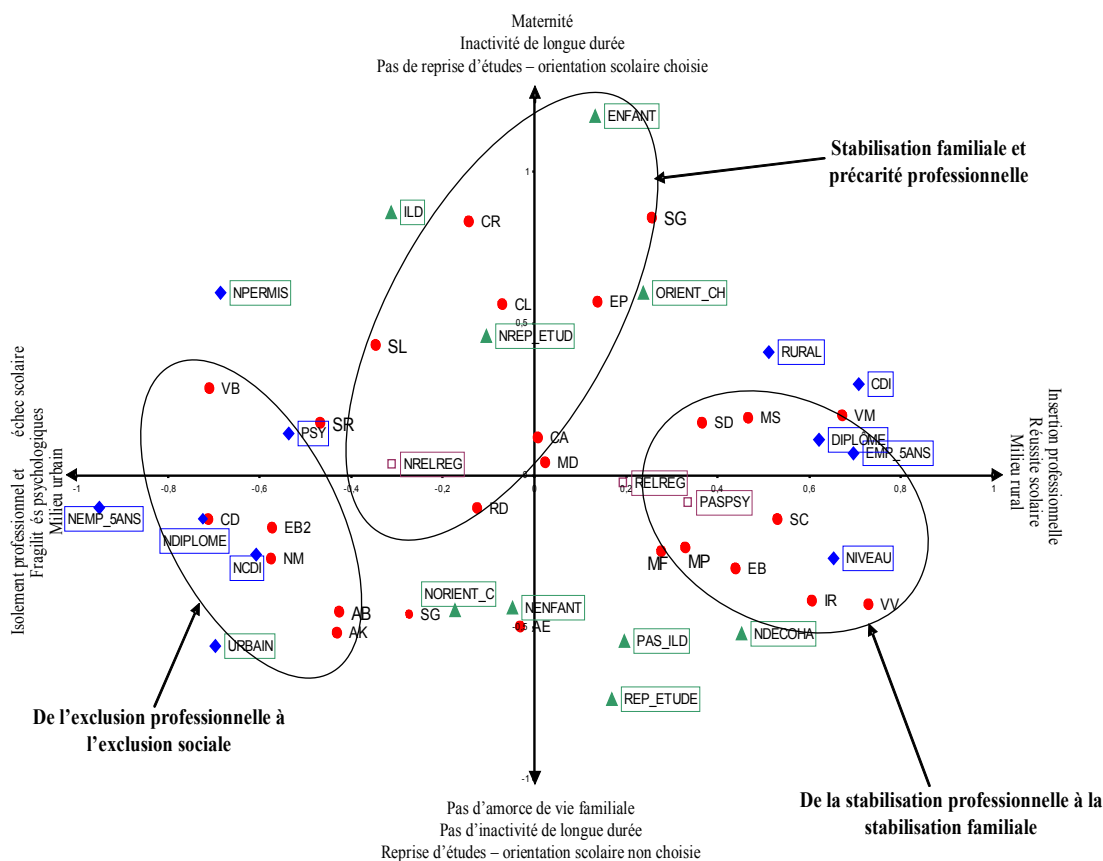 Maternité
Inactivité de longue durée
Pas de reprise d'études – orientation scolaire choisie
ENFANT
Stabilisation familiale et
précarité professionnelle
1
ILD
CR
SG
NPERMIS
ORIENT_CH
CL
EP
0,5
NREP_ETUD
SL
RURAL
CDI
VB
SR
PSY
SD
MS
VM
CA
DIPLÔME
EMP_5ANS
NRELREG
MD
-1
-0,8
-0,6
-0,4
-0,2
0
0
0,2
0,4
0,6
0,8
1
RELREG
PASPSY
NEMP_5ANS
CD
NDIPLOME
EB2
RD
SC
NCDI
NM
MF
MP
EB
NIVEAU
AB
SG
NORIENT_C
NENFANT
IR
VV
AK
-0,5
AE
URBAIN
PAS_ILD
NDECOHA
REP_ETUDE
-1
Isolement professionnel et échec scolaire
Fragilit és psychologiques
Milieu urbain
Insertion professionnelle
Réussite scolaire
Milieu rural
De l'exclusion professionnelle à
l'exclusion sociale
De la stabilisation professionnelle à la
stabilisation familiale
Pas d'amorce de vie familiale
Pas d'inactivité de longue durée
Reprise d'études – orientation scolaire non choisie